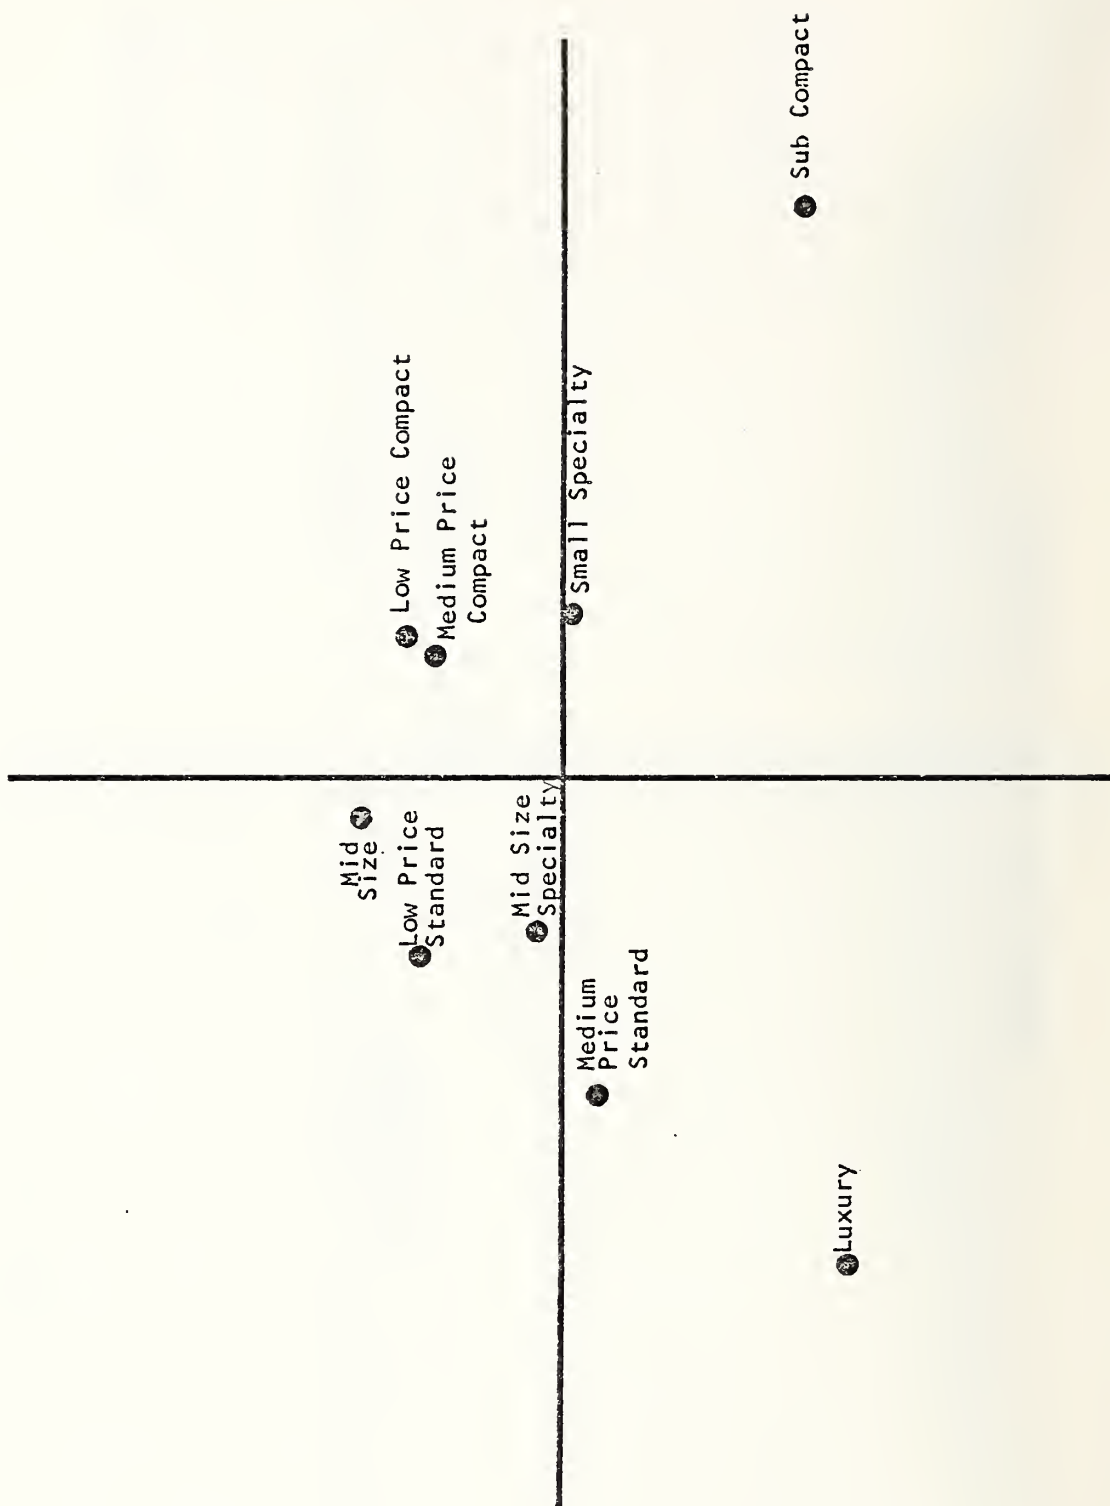 Mid
Size
Low Price
Standard
Low Price Compact
Medium Price
Compact
Mid Size
Specialty
Small Specialty
Medium
Price
Standard
Sub Compact
Luxury